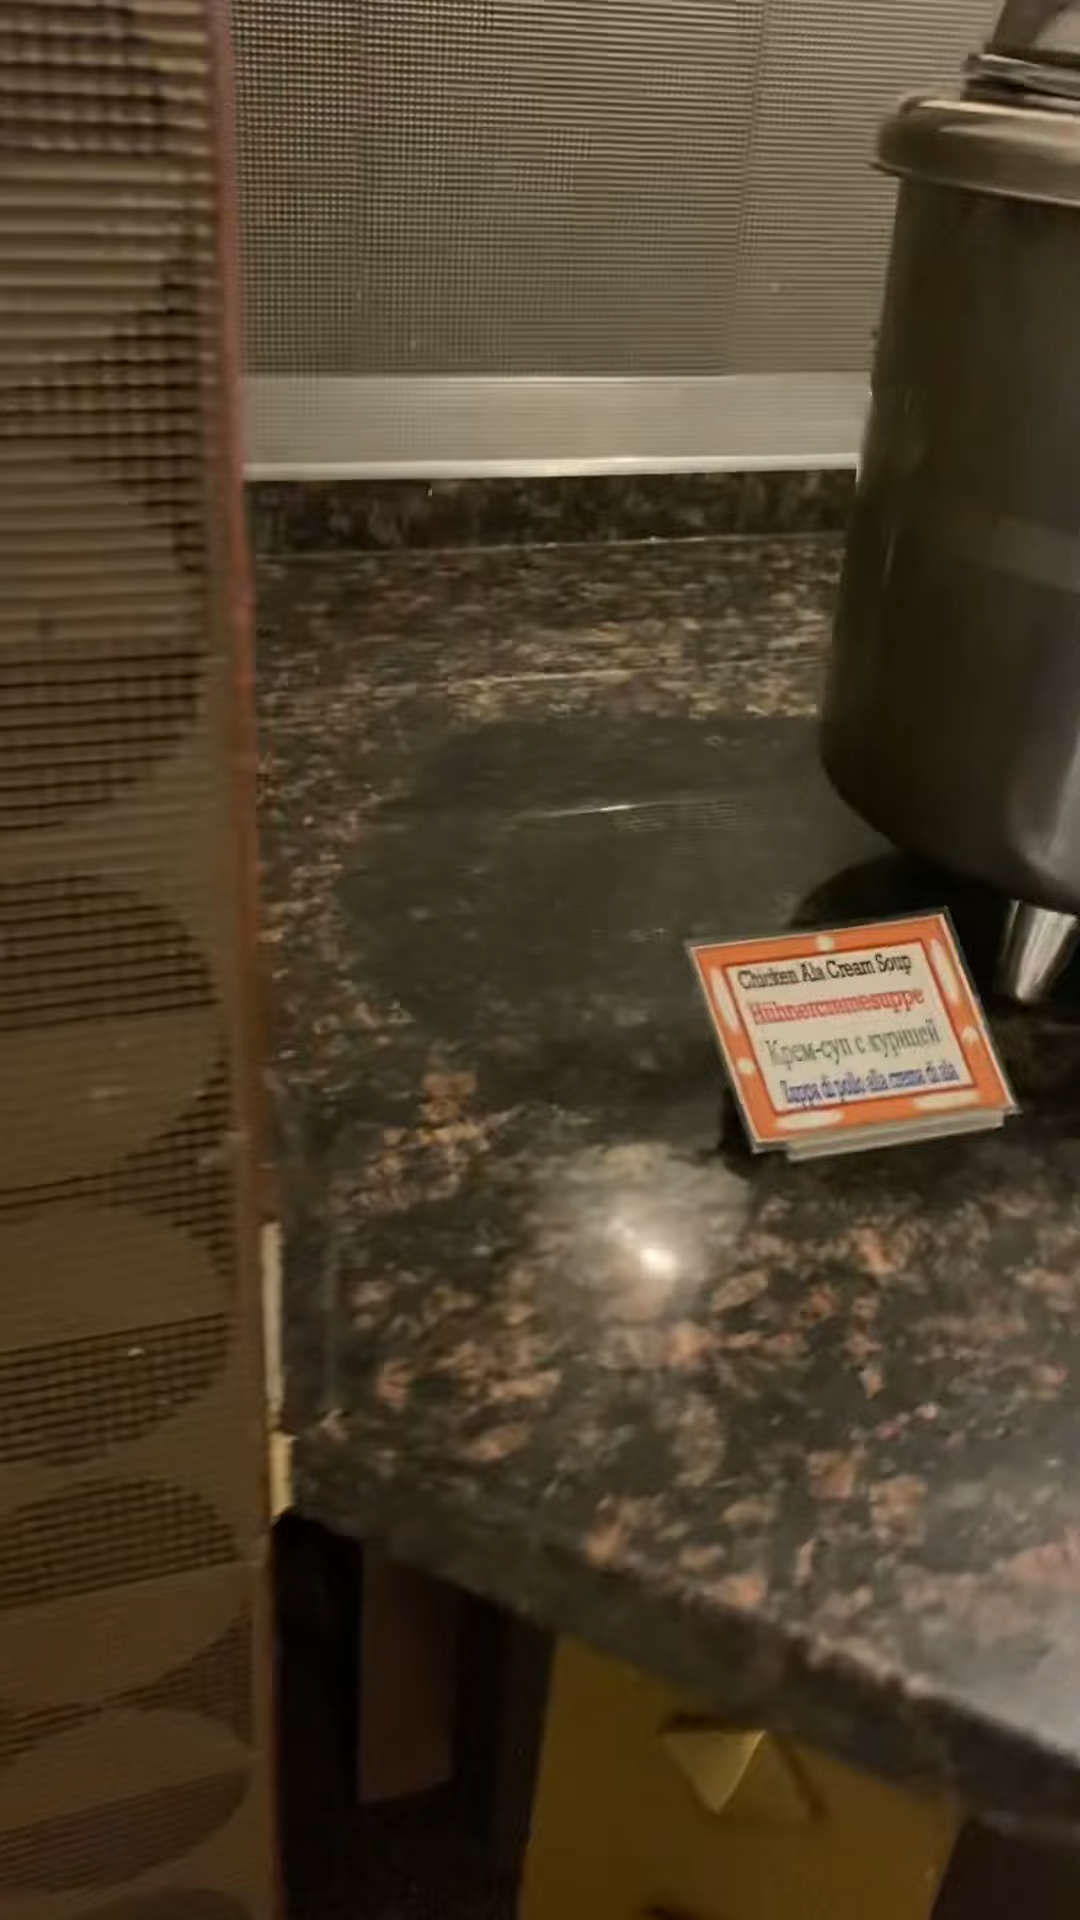 Chicken Ala Cream Soup
Hühnercremesuppe
Крем-суп с курицей
Zuppa di pollo alla crema di ala